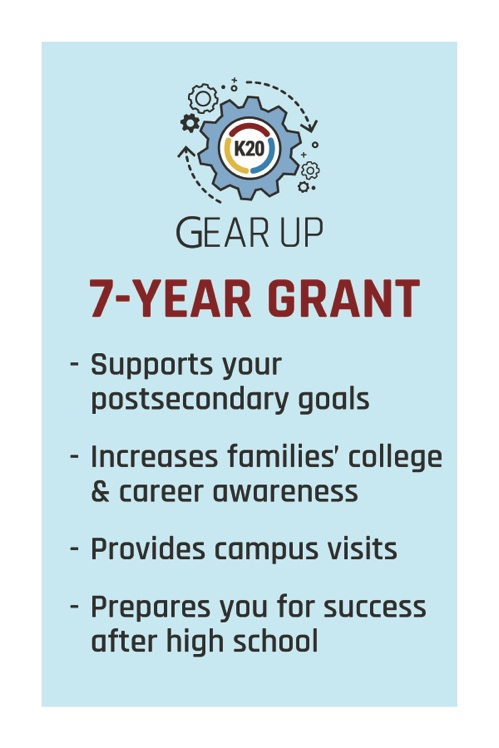 K20
GEAR UP
7-YEAR GRANT
- Supports your
postsecondary goals
- Increases families’ college
& career awareness
- Provides campus visits
- Prepares you for success
after high school